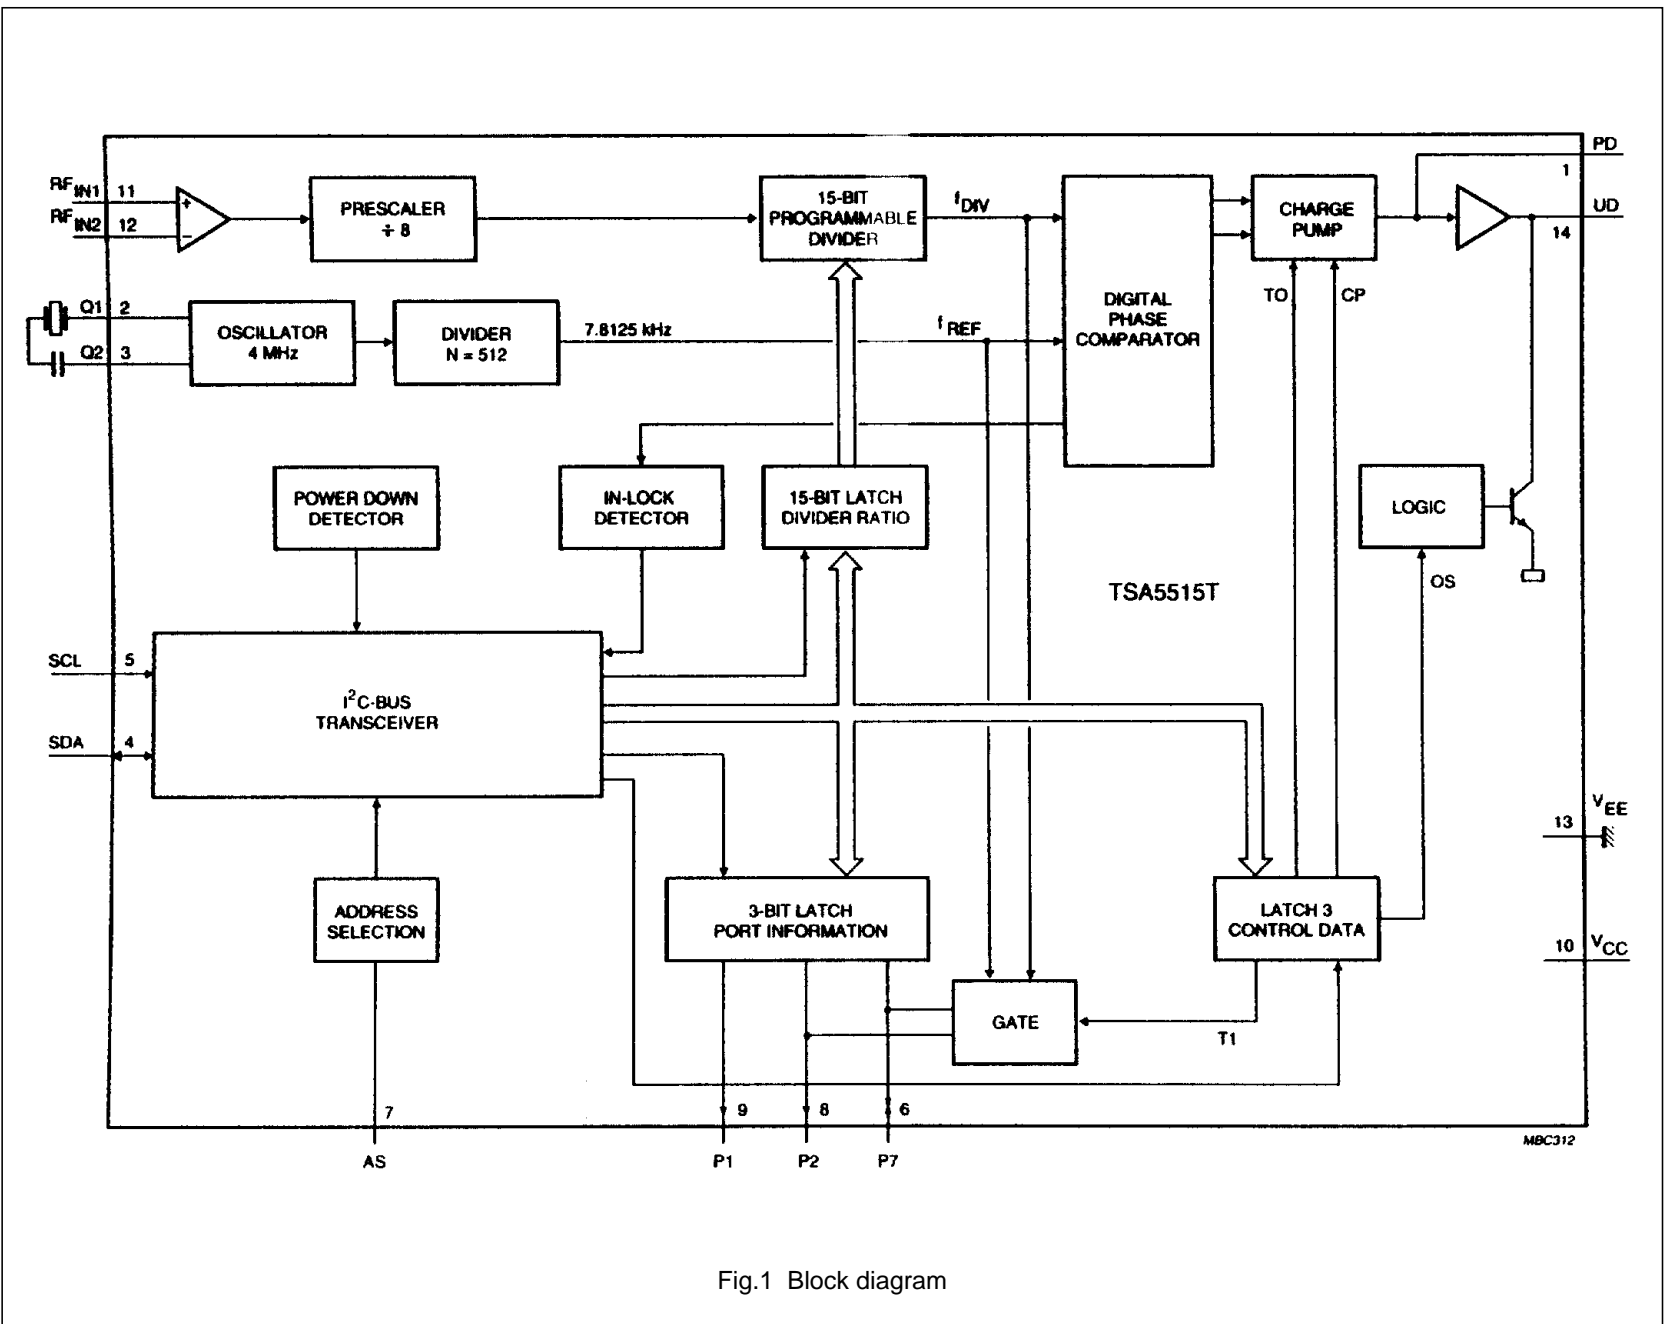 PD
1
RF IN1 11
RF IN2 12
PRESCALER
÷ 8
15-BIT
PROGRAMMABLE
DIVIDER
f DIV
CHARGE
PUMP
UD
14
Q1 2
Q2 3
OSCILLATOR
4 MHz
DIVIDER
N = 512
7.8125 kHz
f REF
DIGITAL
PHASE
COMPARATOR
TO
CP
POWER DOWN
DETECTOR
IN-LOCK
DETECTOR
15-BIT LATCH
DIVIDER RATIO
LOGIC
TSA5515T
OS
SCL 5
I²C-BUS
TRANSCEIVER
SDA 4
13 VEE
ADDRESS
SELECTION
3-BIT LATCH
PORT INFORMATION
LATCH 3
CONTROL DATA
10 VCC
GATE
T1
7
9
8
6
AS
P1
P2
P7
MBC312
Fig.1 Block diagram